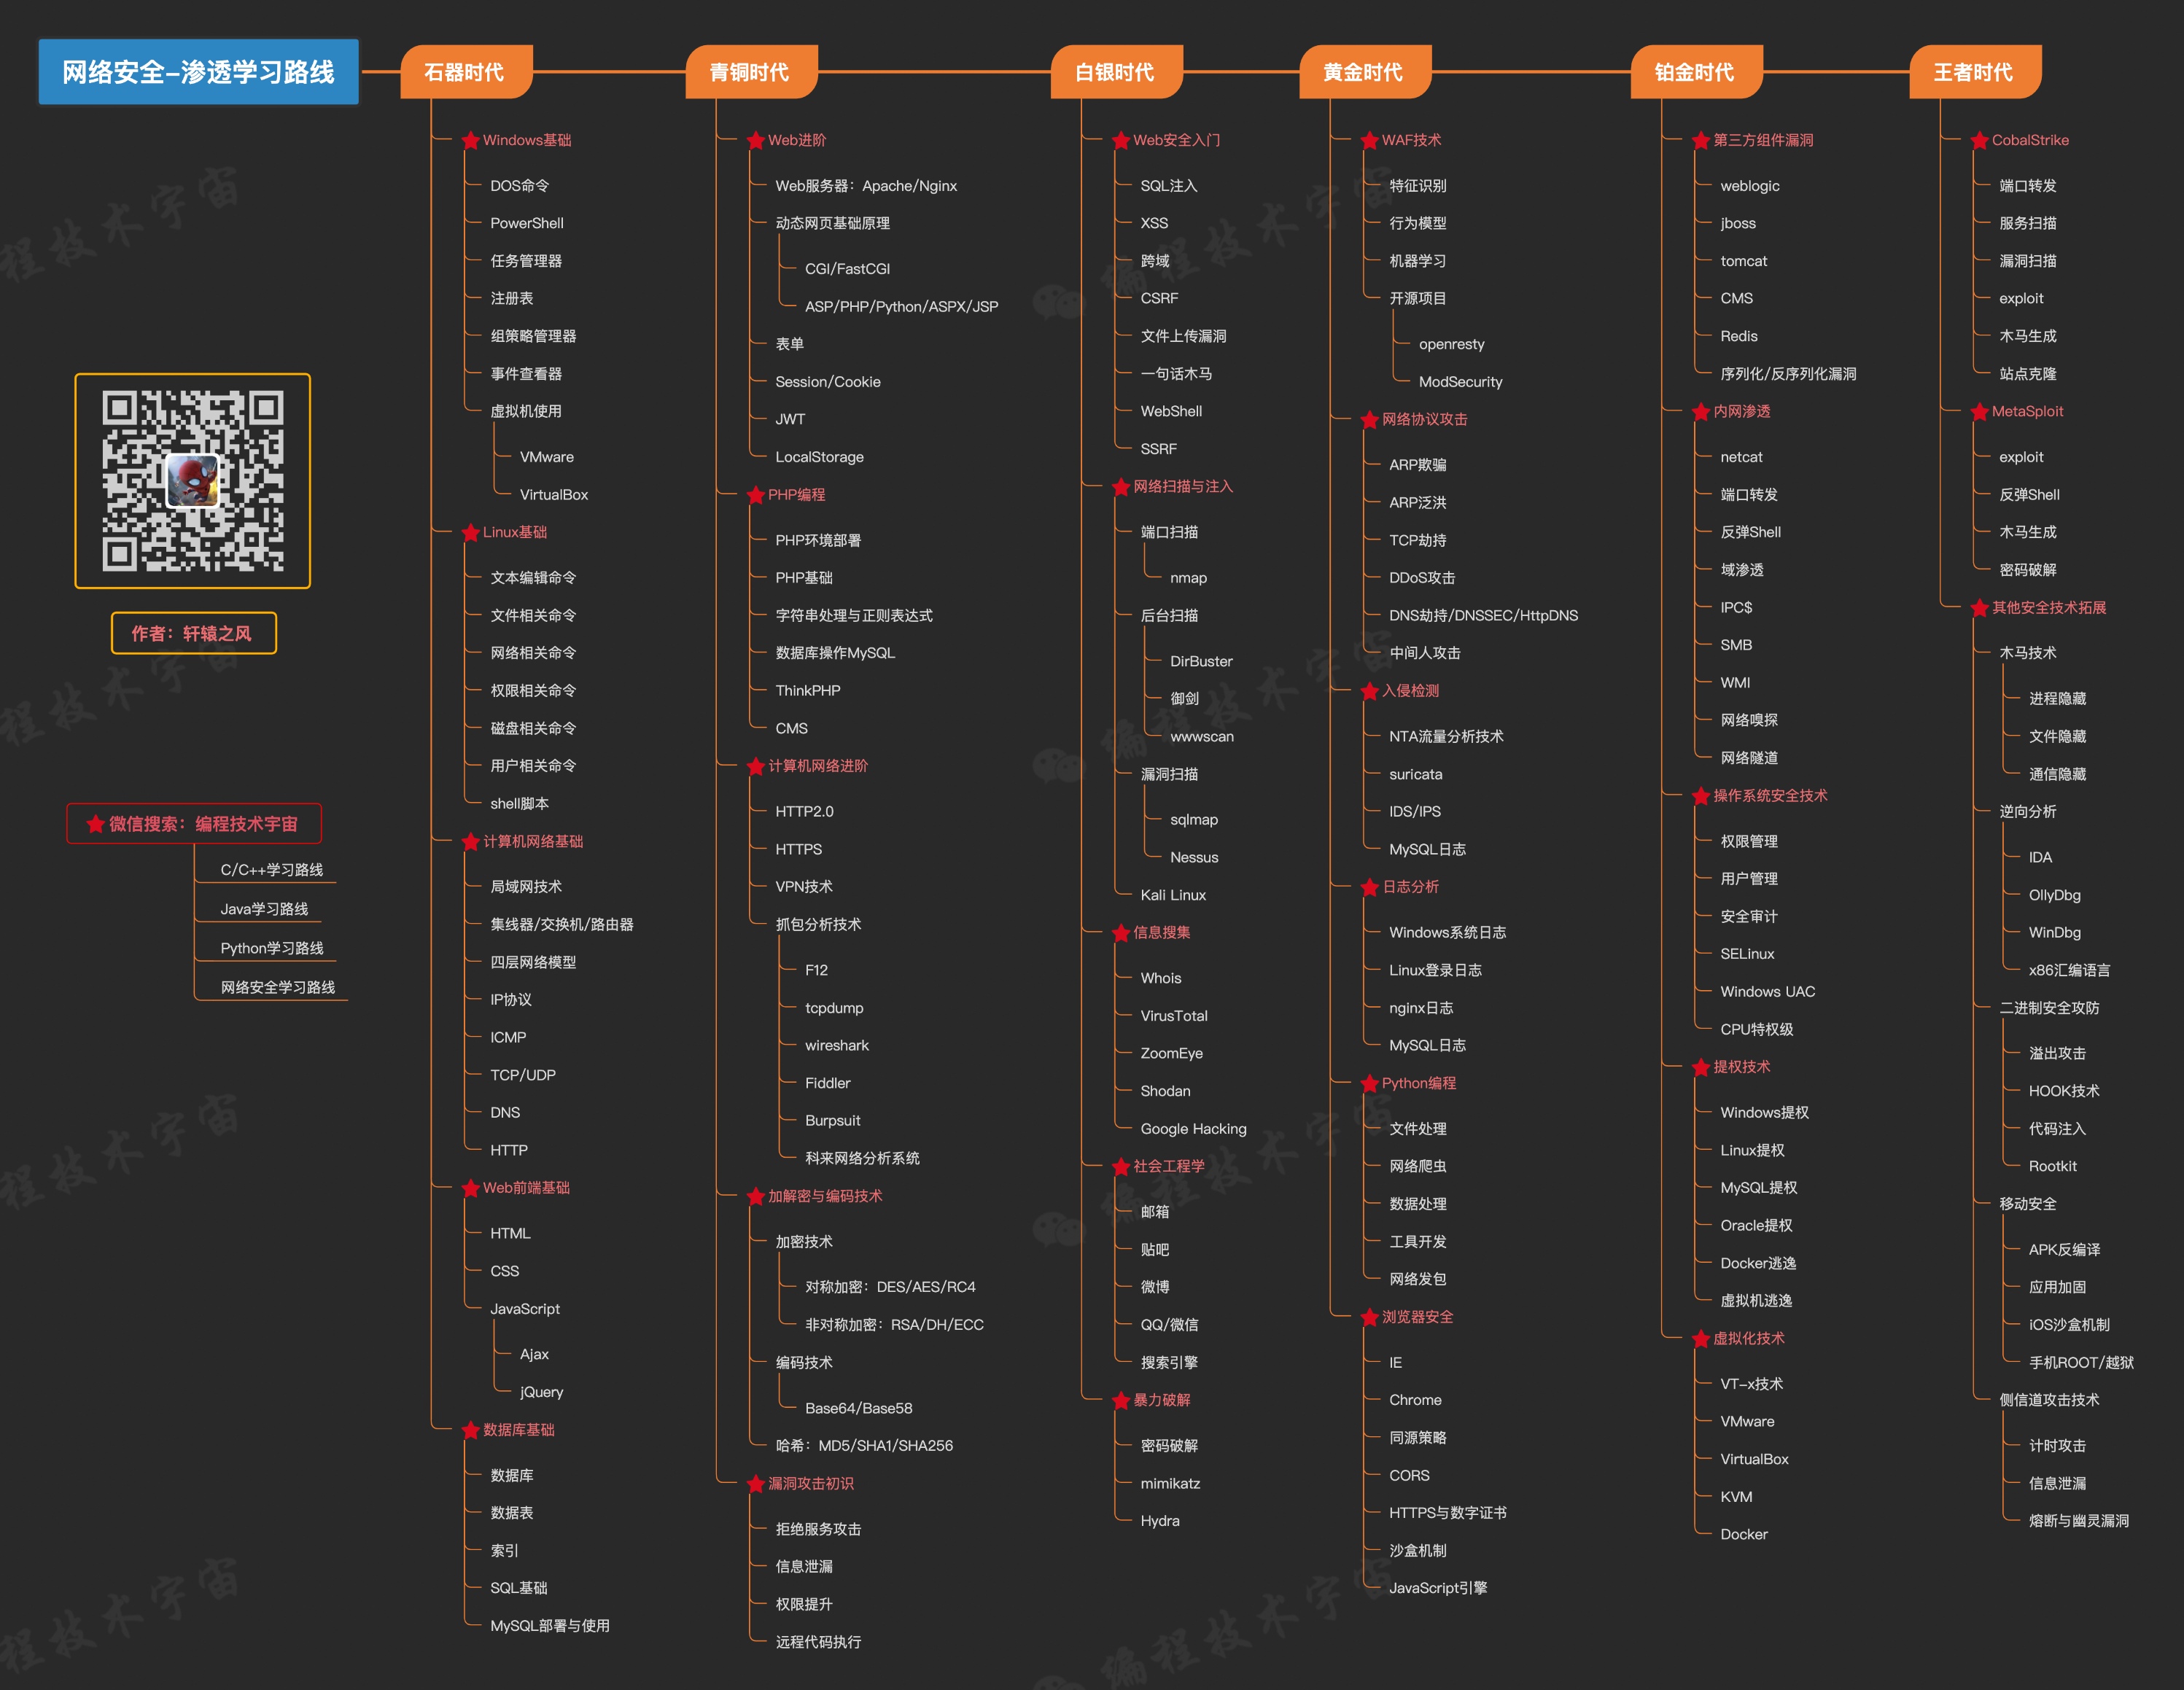 网络安全-渗透学习路线
作者：轩辕之风
微信搜索：编程技术宇宙
C/C++学习路线
Java学习路线
Python学习路线
网络安全学习路线
石器时代
Windows基础
DOS命令
PowerShell
任务管理器
注册表
组策略管理器
事件查看器
虚拟机使用
VMware
VirtualBox
Linux基础
文本编辑命令
文件相关命令
网络相关命令
权限相关命令
磁盘相关命令
用户相关命令
shell脚本
计算机网络基础
局域网技术
集线器/交换机/路由器
四层网络模型
IP协议
ICMP
TCP/UDP
DNS
HTTP
Web前端基础
HTML
CSS
JavaScript
Ajax
jQuery
数据库基础
数据库
数据表
索引
SQL基础
MySQL部署与使用
青铜时代
Web进阶
Web服务器：Apache/Nginx
动态网页基础原理
CGI/FastCGI
ASP/PHP/Python/ASPX/JSP
表单
Session/Cookie
JWT
LocalStorage
PHP编程
PHP环境部署
PHP基础
字符串处理与正则表达式
数据库操作MySQL
ThinkPHP
CMS
计算机网络进阶
HTTP2.0
HTTPS
VPN技术
抓包分析技术
F12
tcpdump
wireshark
Fiddler
Burpsuit
科来网络分析系统
加解密与编码技术
加密技术
对称加密：DES/AES/RC4
非对称加密：RSA/DH/ECC
编码技术
Base64/Base58
哈希：MD5/SHA1/SHA256
漏洞攻击初识
拒绝服务攻击
信息泄漏
权限提升
远程代码执行
白银时代
Web安全入门
SQL注入
XSS
跨域
CSRF
文件上传漏洞
一句话木马
WebShell
SSRF
网络扫描与注入
端口扫描
nmap
后台扫描
DirBuster
御剑
wwwscan
漏洞扫描
sqlmap
Nessus
Kali Linux
信息搜集
Whois
VirusTotal
ZoomEye
Shodan
Google Hacking
社会工程学
邮箱
贴吧
微博
QQ/微信
搜索引擎
暴力破解
密码破解
mimikatz
Hydra
黄金时代
WAF技术
特征识别
行为模型
机器学习
开源项目
openresty
ModSecurity
网络协议攻击
ARP欺骗
ARP泛洪
TCP劫持
DDoS攻击
DNS劫持/DNSSEC/HttpDNS
中间人攻击
入侵检测
NTA流量分析技术
suricata
IDS/IPS
MySQL日志
日志分析
Windows系统日志
Linux登录日志
nginx日志
MySQL日志
Python编程
文件处理
网络爬虫
数据处理
工具开发
网络发包
浏览器安全
IE
Chrome
同源策略
CORS
HTTPS与数字证书
沙盒机制
JavaScript引擎
铂金时代
第三方组件漏洞
weblogic
jboss
tomcat
CMS
Redis
序列化/反序列化漏洞
内网渗透
netcat
端口转发
反弹Shell
域渗透
IPC$
SMB
WMI
网络嗅探
网络隧道
操作系统安全技术
权限管理
用户管理
安全审计
SELinux
Windows UAC
CPU特权级
提权技术
Windows提权
Linux提权
MySQL提权
Oracle提权
Docker逃逸
虚拟机逃逸
虚拟化技术
VT-x技术
VMware
VirtualBox
KVM
Docker
王者时代
CobalStrike
端口转发
服务扫描
漏洞扫描
exploit
木马生成
站点克隆
MetaSploit
exploit
反弹Shell
木马生成
密码破解
其他安全技术拓展
木马技术
进程隐藏
文件隐藏
通信隐藏
逆向分析
IDA
OllyDbg
WinDbg
x86汇编语言
二进制安全攻防
溢出攻击
HOOK技术
代码注入
Rootkit
移动安全
APK反编译
应用加固
iOS沙盒机制
手机ROOT/越狱
侧信道攻击技术
计时攻击
信息泄漏
熔断与幽灵漏洞
程技术宇宙
程技术宇宙
程技术宇宙
程技术宇宙
编程技术宇宙
编程技术宇宙
编程技术宇宙
编程技术宇宙